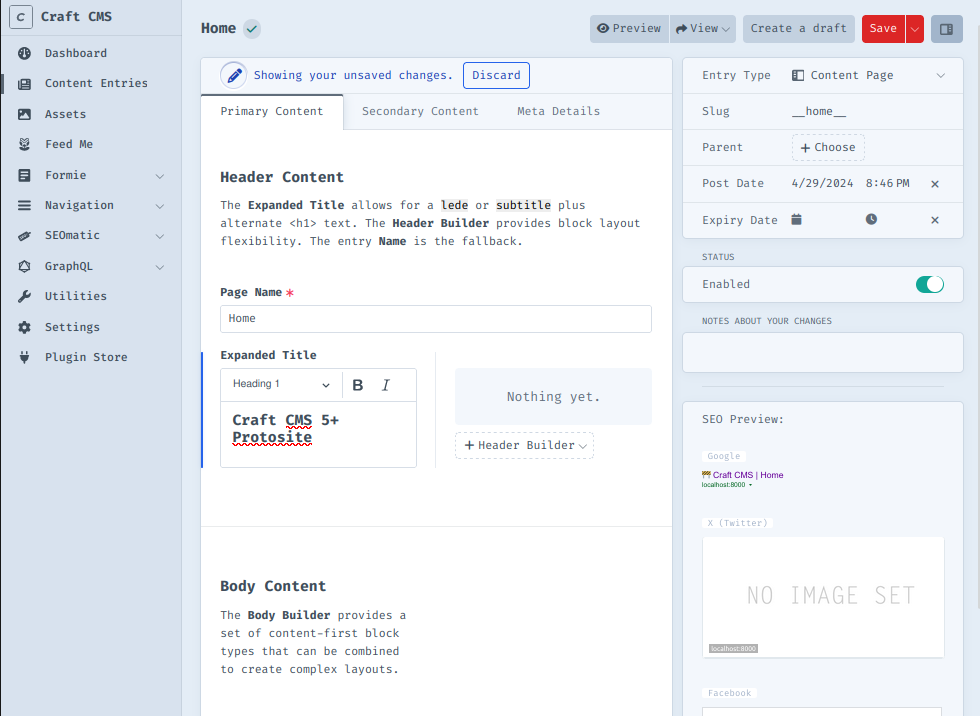 C Craft CMS
Dashboard
Content Entries
Assets
Feed Me
Formie
Navigation
SEOmatic
GraphQL
Utilities
Settings
Plugin Store
Home
Preview View Create a draft Save
Showing your unsaved changes. Discard
Primary Content Secondary Content Meta Details
Header Content
The Expanded Title allows for a lede or subtitle plus
alternate <h1> text. The Header Builder provides block layout
flexibility. The entry Name is the fallback.
Page Name *
Home
Expanded Title
Heading 1 B I
Craft CMS 5+
Protosite
Nothing yet.
+ Header Builder
Body Content
The Body Builder provides a
set of content-first block
types that can be combined
to create complex layouts.
Entry Type Content Page
Slug __home__
Parent + Choose
Post Date 4/29/2024 8:46 PM ×
Expiry Date ×
STATUS
Enabled
NOTES ABOUT YOUR CHANGES
SEO Preview:
Google
🚧 Craft CMS | Home
localhost:8000
X (Twitter)
NO IMAGE SET
localhost:8000
Facebook